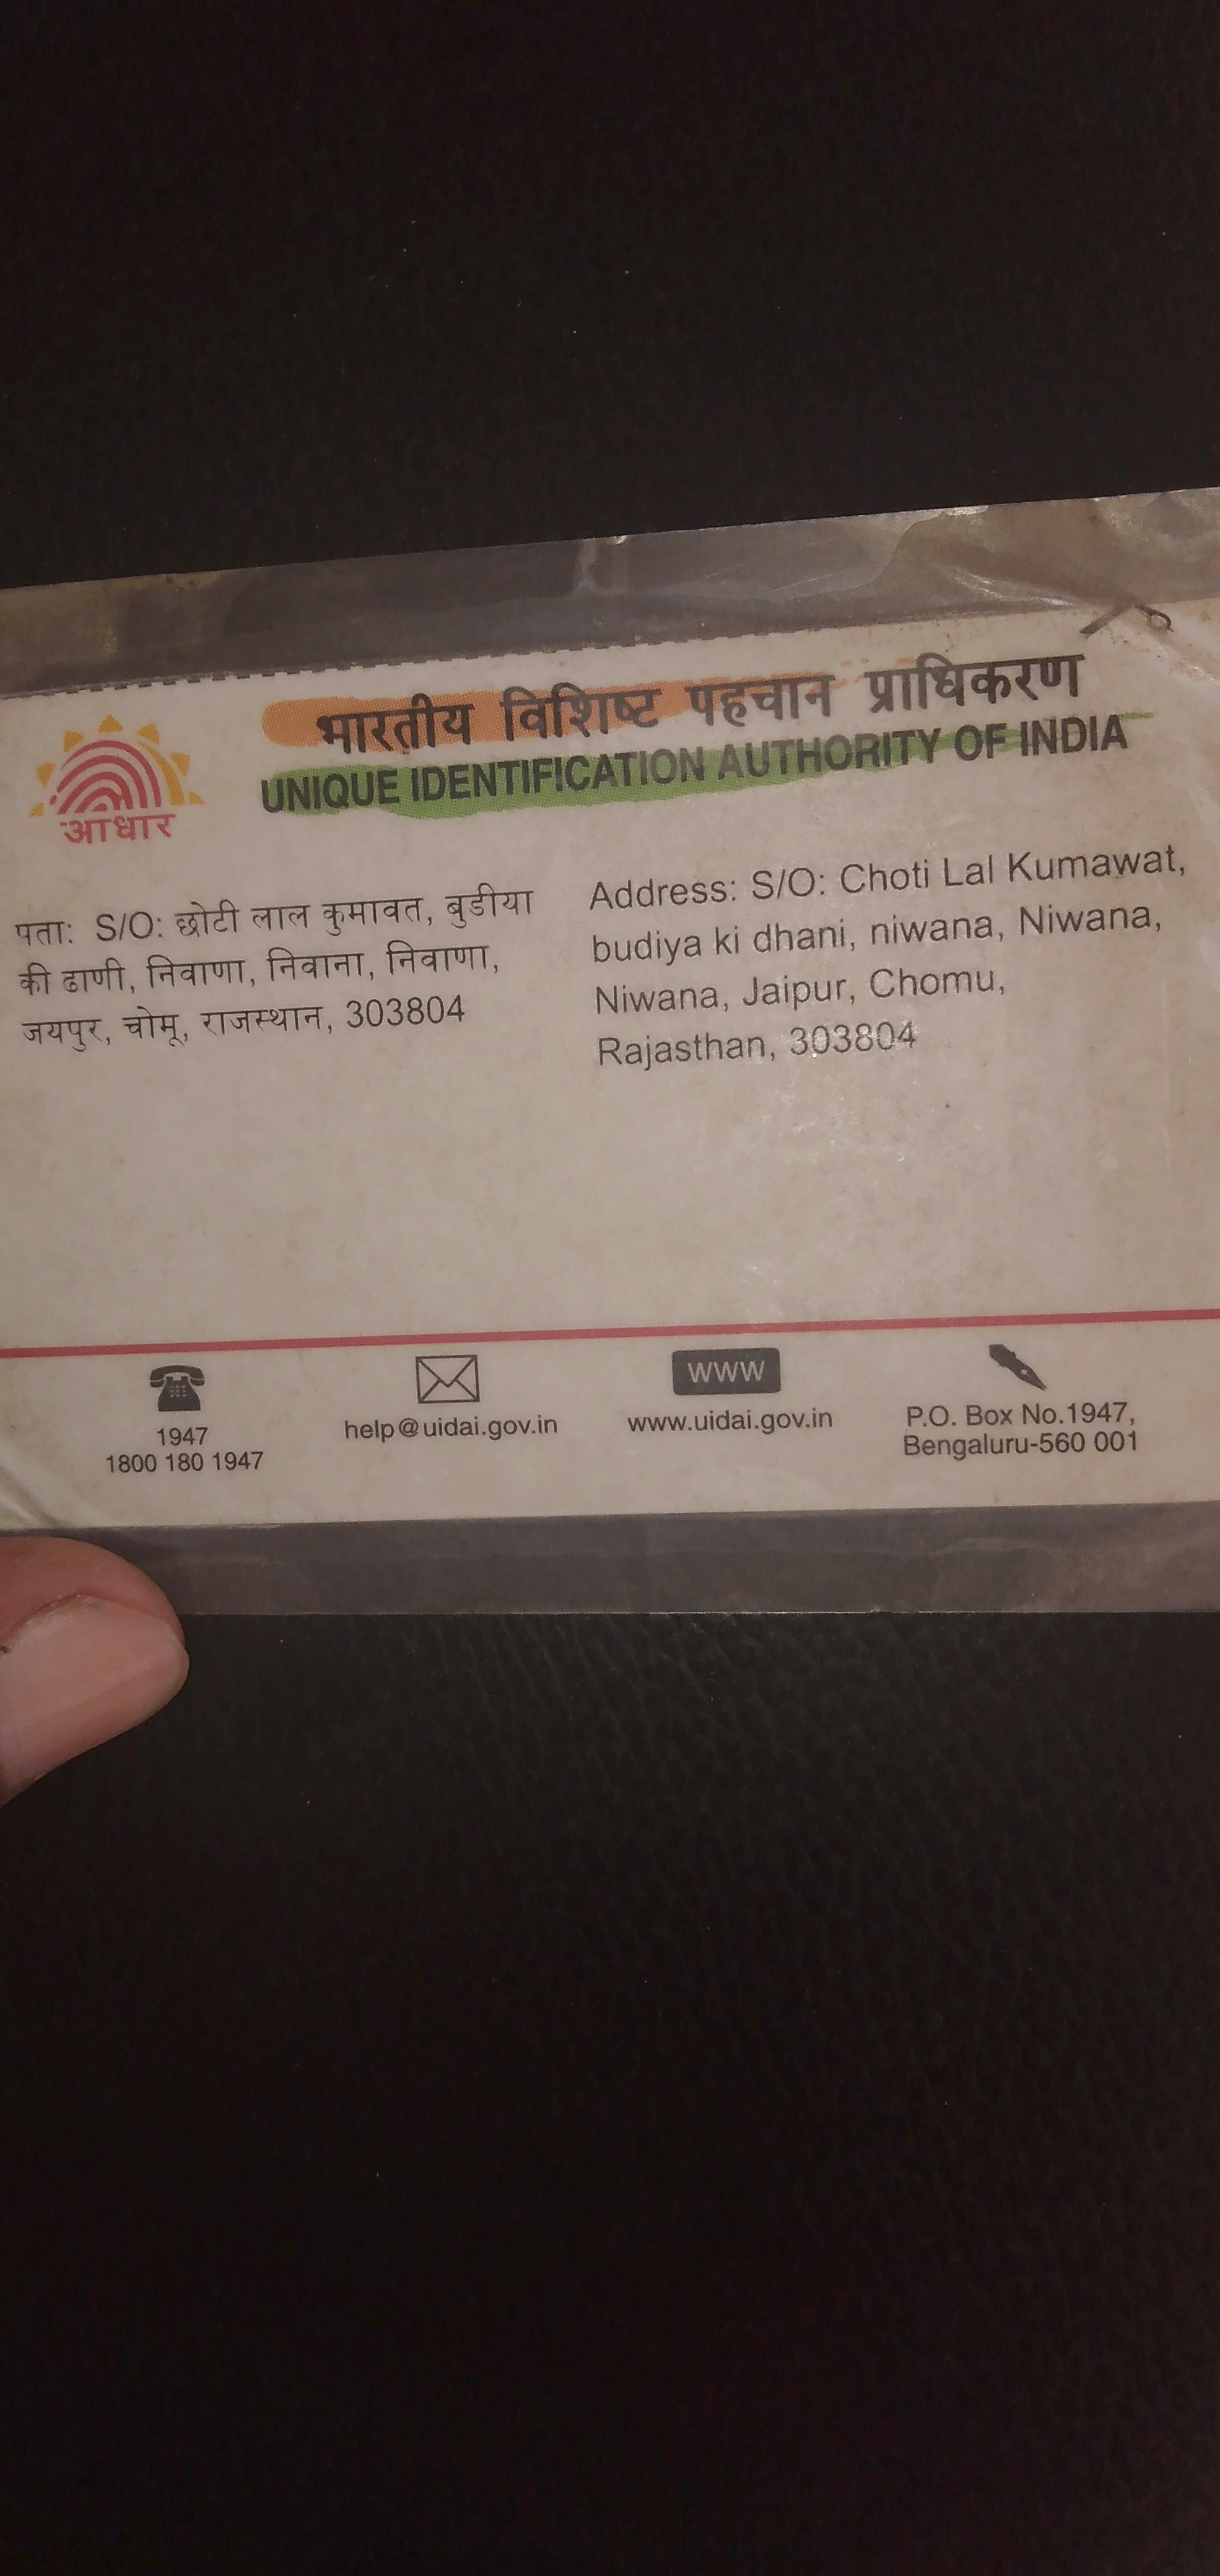 भारतीय विशिष्ट पहचान प्राधिकरण
UNIQUE IDENTIFICATION AUTHORITY OF INDIA
आधार
पता: S/O: छोटी लाल कुमावत, बुडीया
की ढाणी, निवाणा, निवाना, निवाणा,
जयपुर, चोमू, राजस्थान, 303804
Address: S/O: Choti Lal Kumawat,
budiya ki dhani, niwana, Niwana,
Niwana, Jaipur, Chomu,
Rajasthan, 303804
1947
1800 180 1947
help@uidai.gov.in
www
www.uidai.gov.in
P.O. Box No.1947,
Bengaluru-560 001